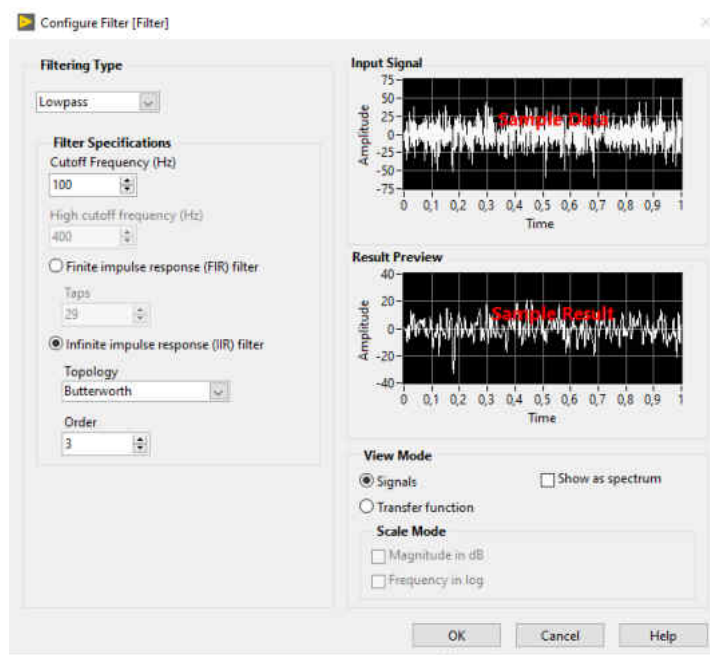 Configure Filter [Filter]
Filtering Type
Lowpass
Filter Specifications
Cutoff Frequency (Hz)
100
High cutoff frequency (Hz)
400
Finite impulse response (FIR) filter
Taps
29
Infinite impulse response (IIR) filter
Topology
Butterworth
Order
3
Input Signal
Amplitude
75
50
25
0
-25
-50
-75
Sample Data
0 0,1 0,2 0,3 0,4 0,5 0,6 0,7 0,8 0,9 1
Time
Result Preview
Amplitude
40
20
0
-20
-40
Sample Result
0 0,1 0,2 0,3 0,4 0,5 0,6 0,7 0,8 0,9 1
Time
View Mode
Signals Show as spectrum
Transfer function
Scale Mode
Magnitude in dB
Frequency in log
OK Cancel Help